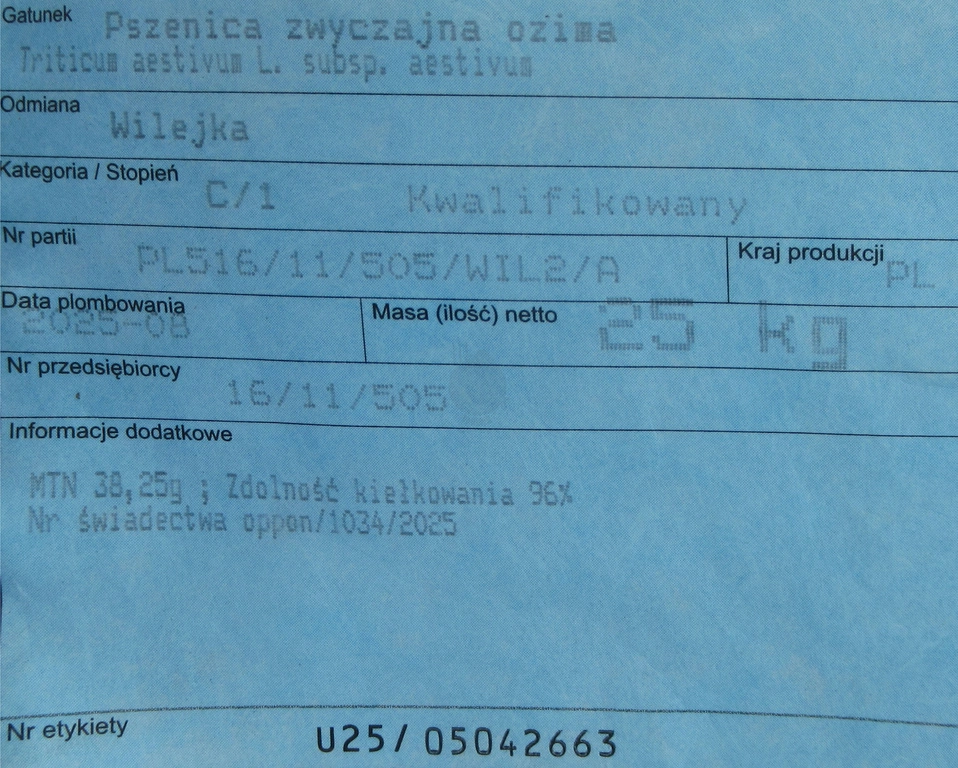 Gatunek Pszenica zwyczajna ozima
Triticum aestivum L. subsp. aestivum
Odmiana
Wilejka
Kategoria / Stopień
C/1 Kwalifikowany
Nr partii
PL516/11/505/WIL2/A
Kraj produkcji PL
Data plombowania
2025-08
Masa (ilość) netto 25 kg
Nr przedsiębiorcy
16/11/505
Informacje dodatkowe
MTN 38,25g ; Zdolność kiełkowania 96%
Nr świadectwa oppon/1034/2025
Nr etykiety U25/ 05042663